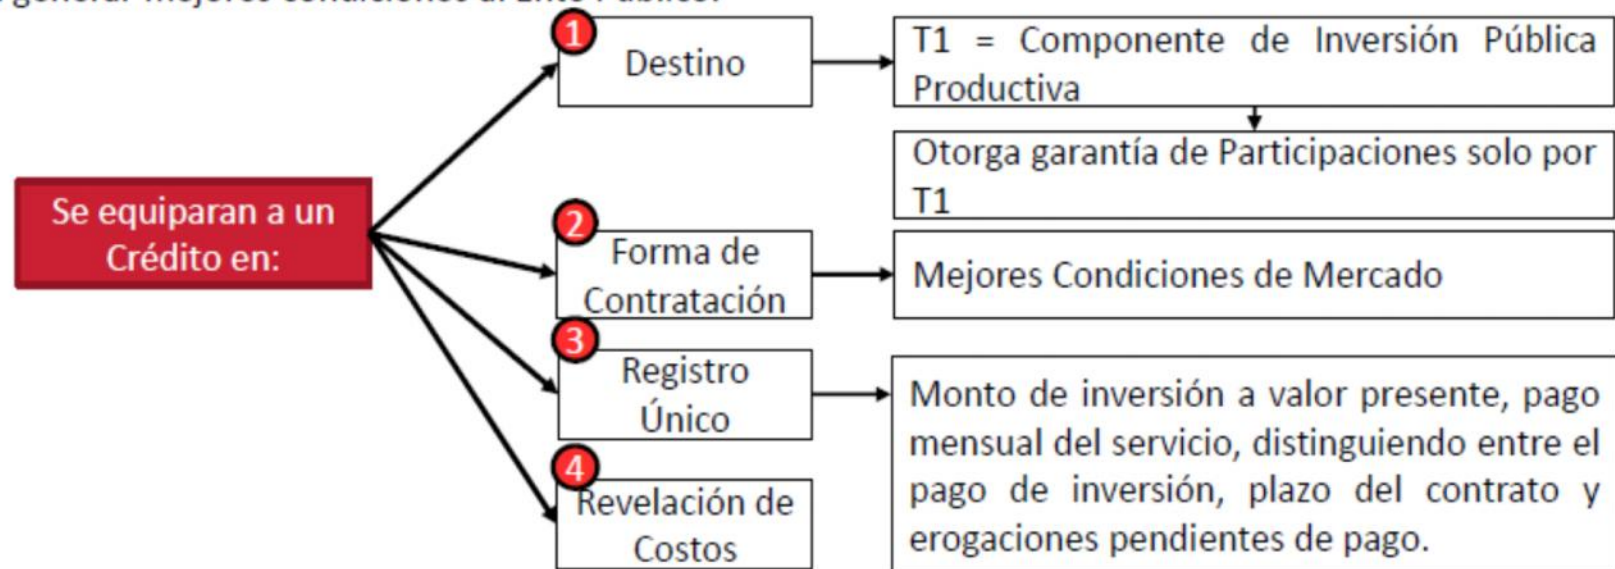 Se equiparan a un
Crédito en:
1
Destino
T1 = Componente de Inversión Pública
Productiva
Otorga garantía de Participaciones solo por
T1
2
Forma de
Contratación
Mejores Condiciones de Mercado
3
Registro
Único
Monto de inversión a valor presente, pago
mensual del servicio, distinguiendo entre el
pago de inversión, plazo del contrato y
erogaciones pendientes de pago.
4
Revelación de
Costos